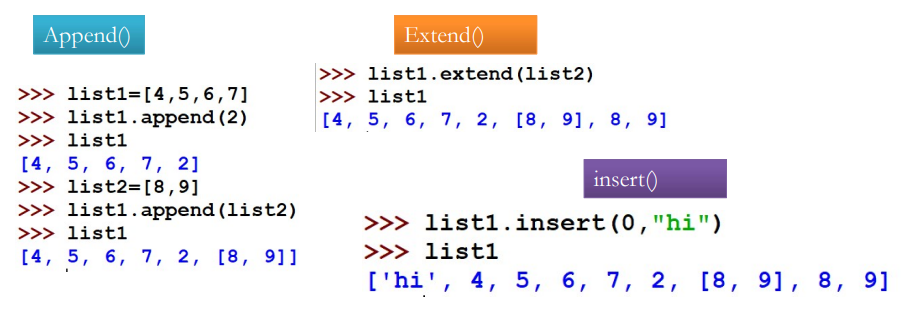 Append()
>>> list1=[4,5,6,7]
>>> list1.append(2)
>>> list1
[4, 5, 6, 7, 2]
>>> list2=[8,9]
>>> list1.append(list2)
>>> list1
[4, 5, 6, 7, 2, [8, 9]]
Extend()
>>> list1.extend(list2)
>>> list1
[4, 5, 6, 7, 2, [8, 9], 8, 9]
insert()
>>> list1.insert(0,"hi")
>>> list1
['hi', 4, 5, 6, 7, 2, [8, 9], 8, 9]